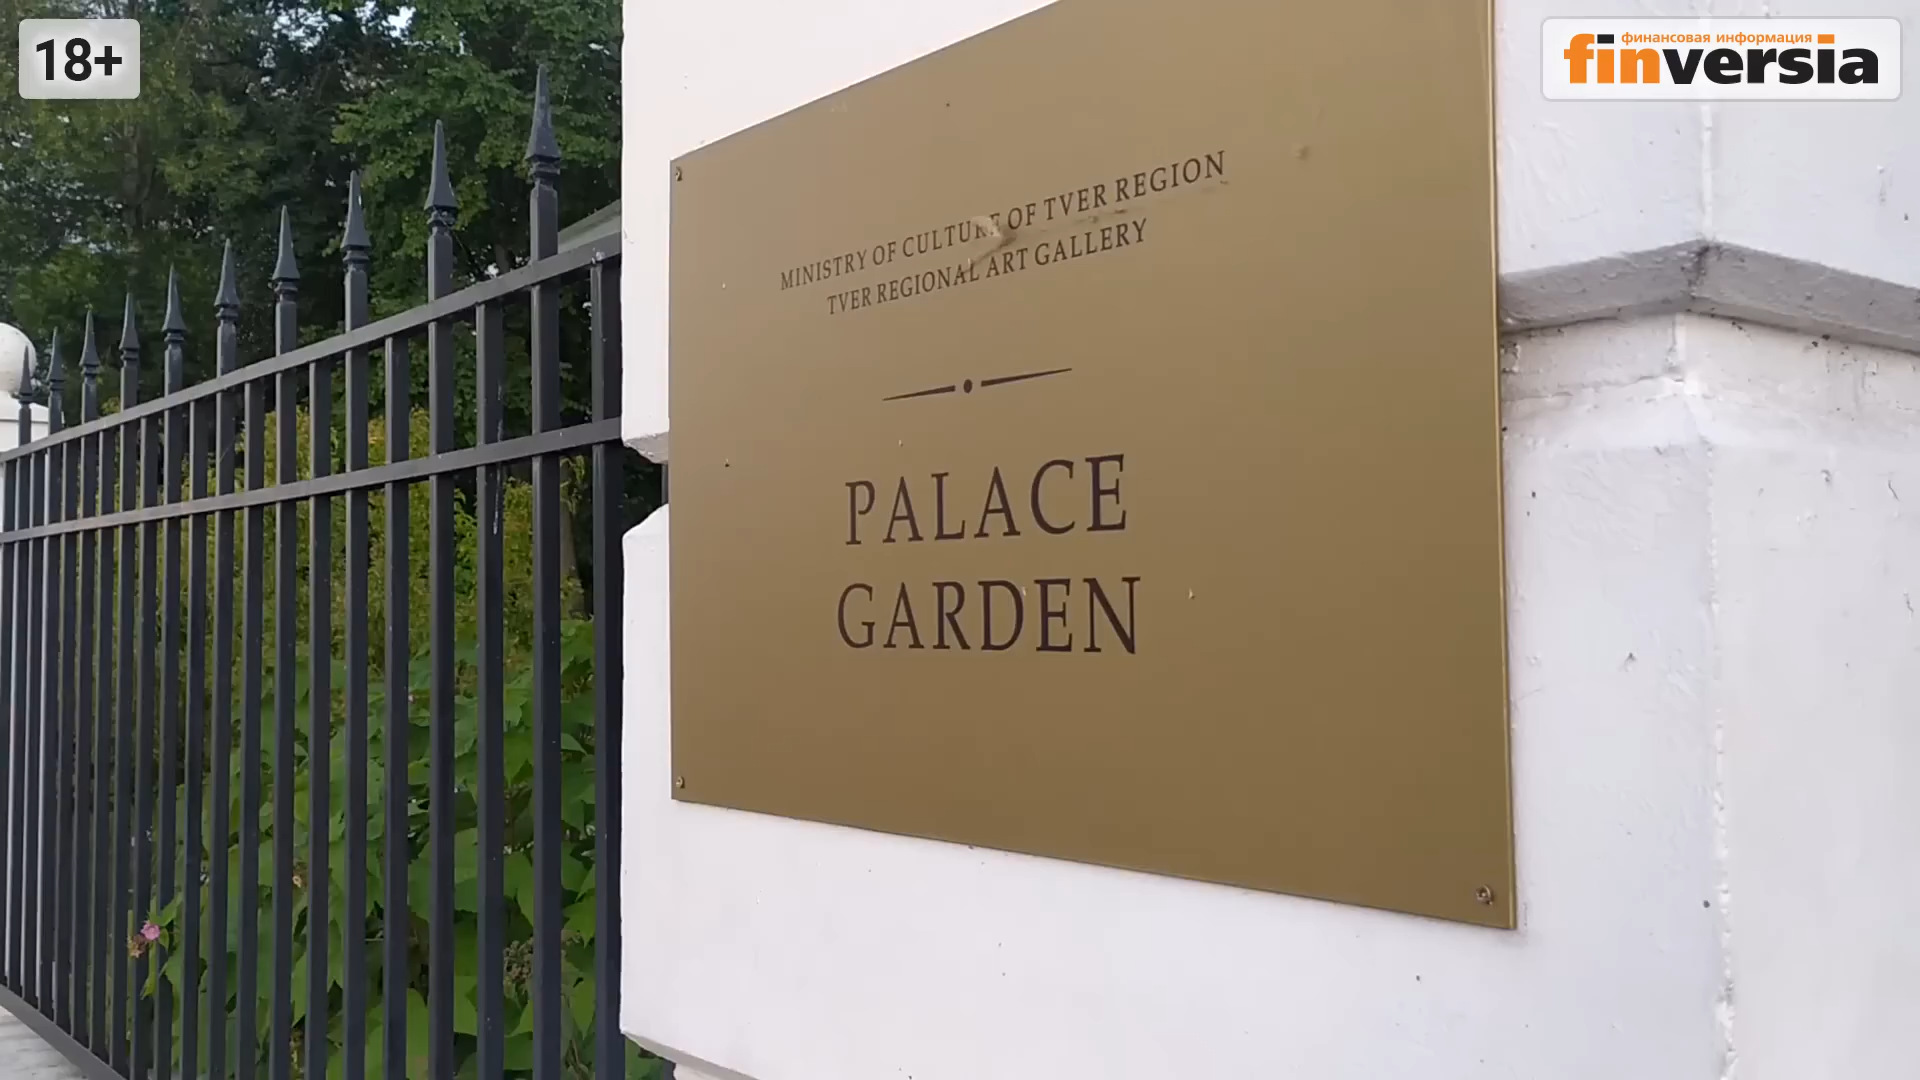 18+
финансовая информация
finversia
MINISTRY OF CULTURE OF TVER REGION
TVER REGIONAL ART GALLERY
PALACE
GARDEN